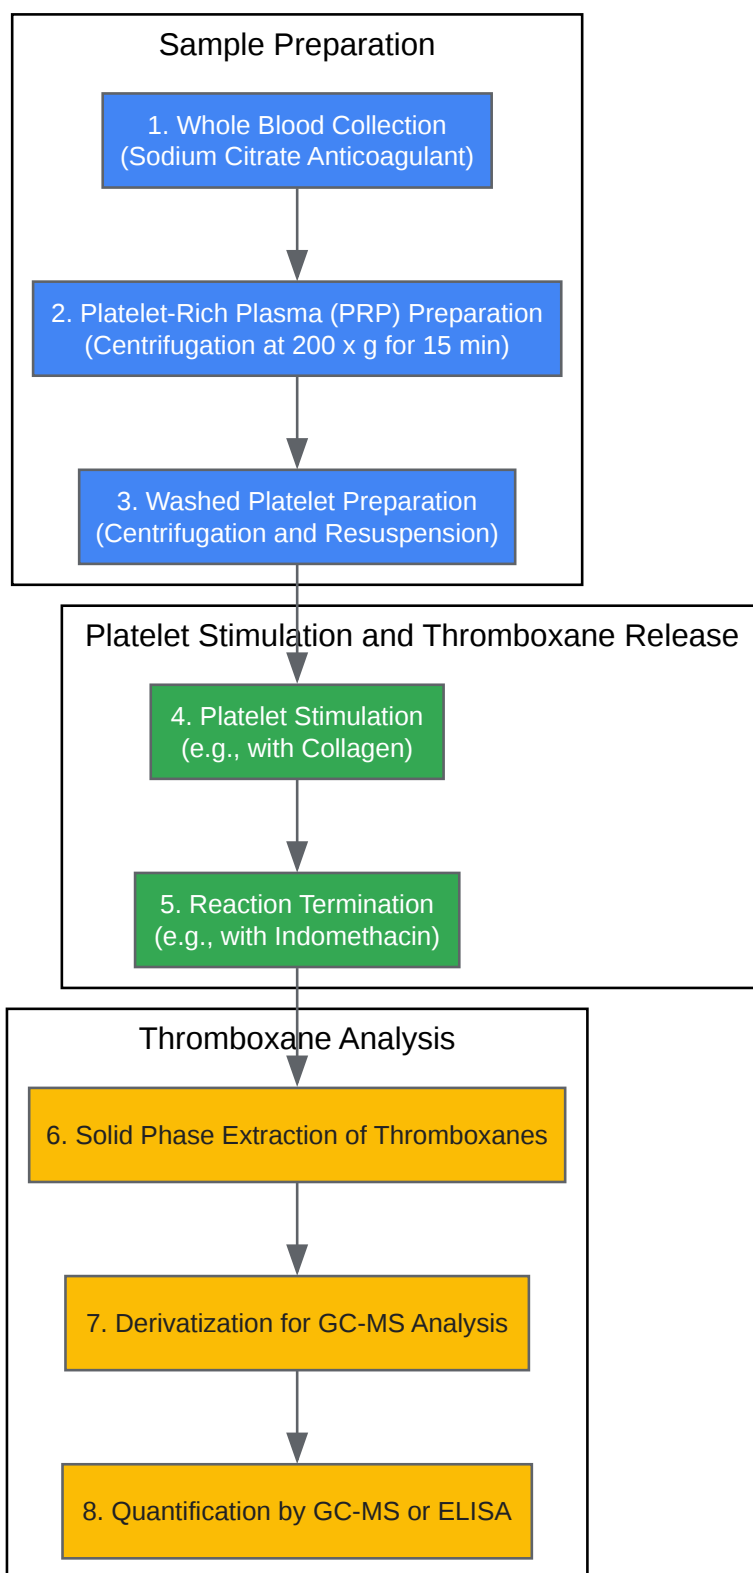 Sample Preparation
1. Whole Blood Collection
(Sodium Citrate Anticoagulant)
2. Platelet-Rich Plasma (PRP) Preparation
(Centrifugation at 200 x g for 15 min)
3. Washed Platelet Preparation
(Centrifugation and Resuspension)
Platelet Stimulation and Thromboxane Release
4. Platelet Stimulation
(e.g., with Collagen)
5. Reaction Termination
(e.g., with Indomethacin)
Thromboxane Analysis
6. Solid Phase Extraction of Thromboxanes
7. Derivatization for GC-MS Analysis
8. Quantification by GC-MS or ELISA